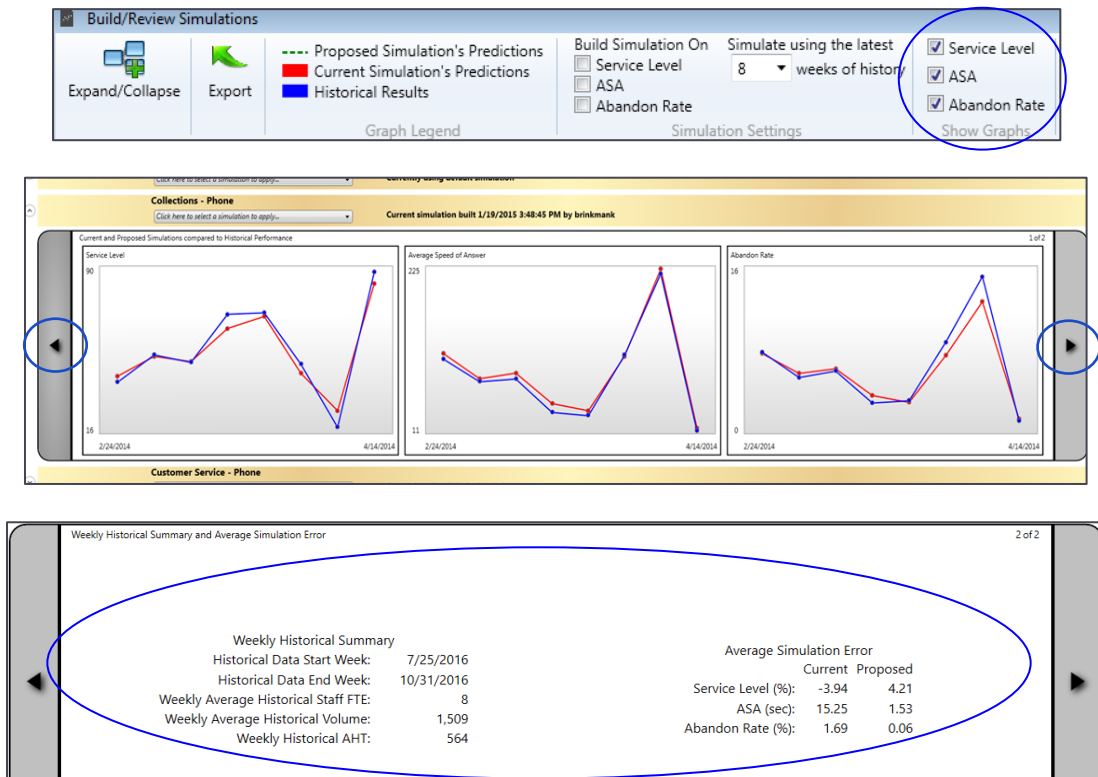 Build/Review Simulations
Expand/Collapse
Export
Proposed Simulation's Predictions
Current Simulation's Predictions
Historical Results
Graph Legend
Build Simulation On
Service Level
ASA
Abandon Rate
Simulate using the latest
8 weeks of history
Simulation Settings
Service Level
ASA
Abandon Rate
Show Graphs
Click here to select a simulation to apply... Currently using default simulation
Collections - Phone
Click here to select a simulation to apply... Current simulation built 1/19/2015 3:48:45 PM by brinkmank
Current and Proposed Simulations compared to Historical Performance 1 of 2
Service Level
90
16
2/24/2014 4/14/2014
Average Speed of Answer
225
11
2/24/2014 4/14/2014
Abandon Rate
16
0
2/24/2014 4/14/2014
Customer Service - Phone
Weekly Historical Summary and Average Simulation Error 2 of 2
Weekly Historical Summary
Historical Data Start Week: 7/25/2016
Historical Data End Week: 10/31/2016
Weekly Average Historical Staff FTE: 8
Weekly Average Historical Volume: 1,509
Weekly Historical AHT: 564
Average Simulation Error
Current Proposed
Service Level (%): -3.94 4.21
ASA (sec): 15.25 1.53
Abandon Rate (%): 1.69 0.06